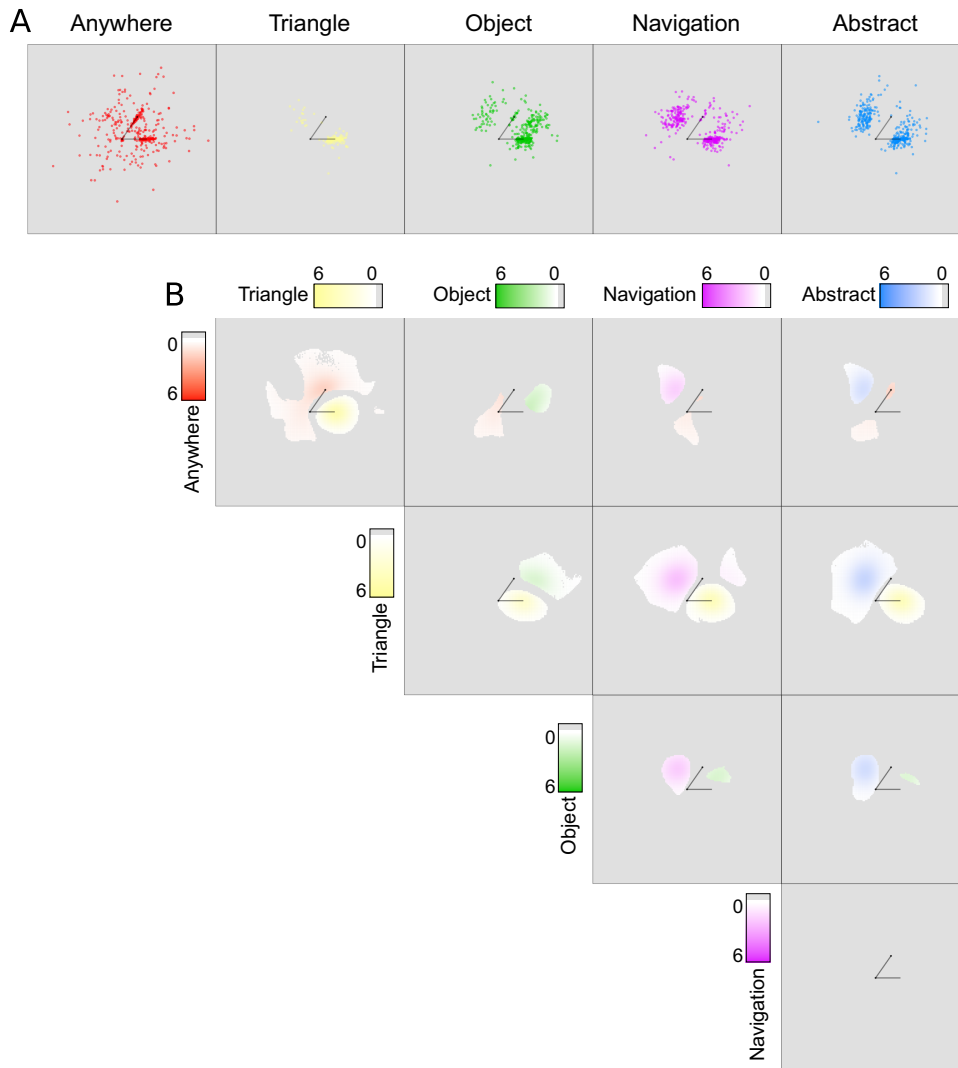 A Anywhere Triangle Object Navigation Abstract
B
6 0 6 0 6 0 6 0
Triangle Object Navigation Abstract
0
6
Anywhere
0
6
Triangle
0
6
Object
0
6
Navigation